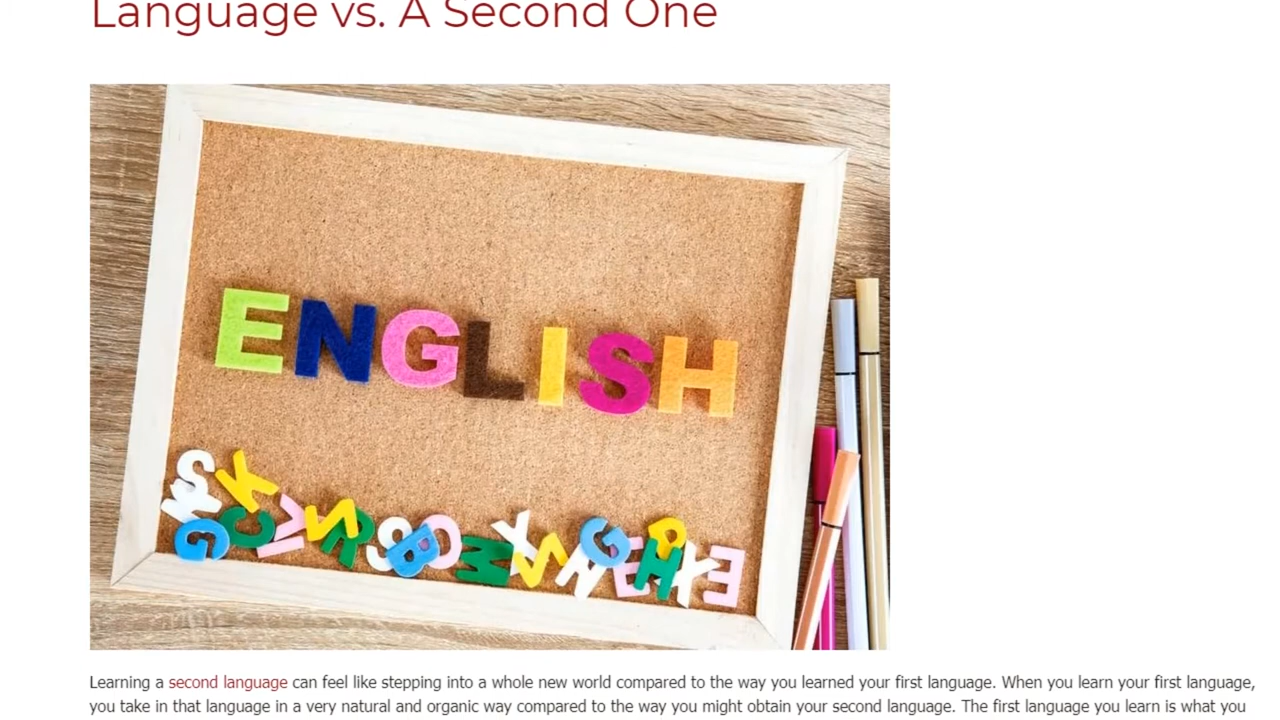 Language vs. A Second One
ENGLISH
Learning a second language can feel like stepping into a whole new world compared to the way you learned your first language. When you learn your first language,
you take in that language in a very natural and organic way compared to the way you might obtain your second language. The first language you learn is what you